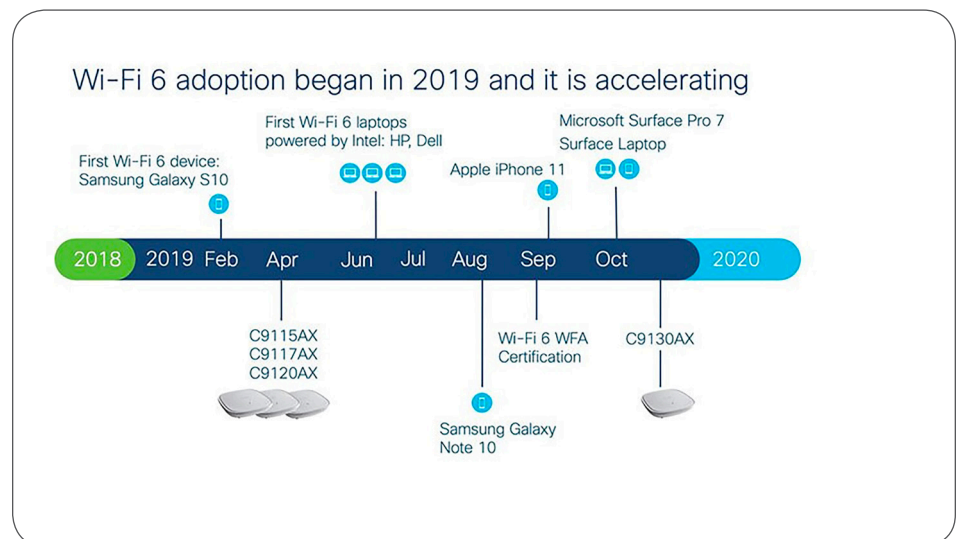 Wi-Fi 6 adoption began in 2019 and it is accelerating
First Wi-Fi 6 device:
Samsung Galaxy S10
First Wi-Fi 6 laptops
powered by Intel: HP, Dell
Apple iPhone 11
Microsoft Surface Pro 7
Surface Laptop
2018 2019 Feb Apr Jun Jul Aug Sep Oct 2020
C9115AX
C9117AX
C9120AX
Samsung Galaxy
Note 10
Wi-Fi 6 WFA
Certification
C9130AX